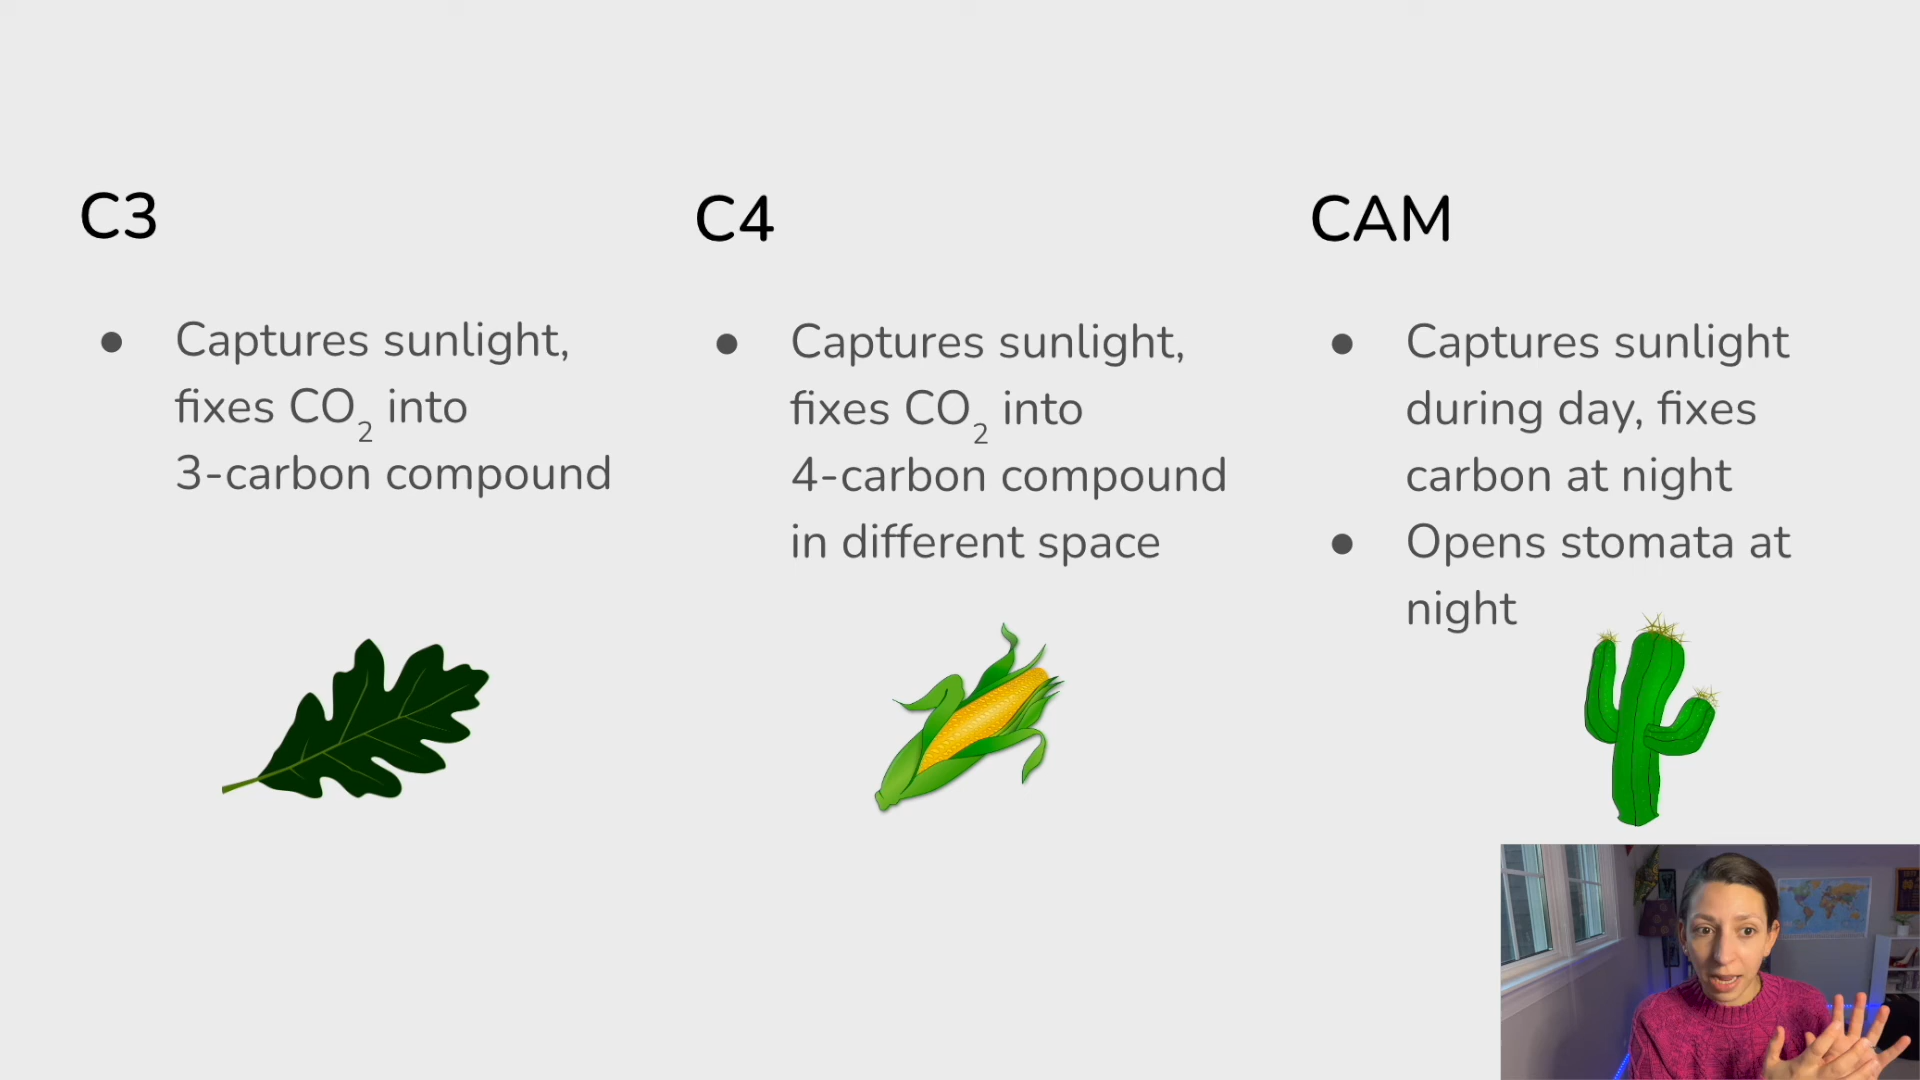 C3
● Captures sunlight,
fixes CO₂ into
3-carbon compound
C4
● Captures sunlight,
fixes CO₂ into
4-carbon compound
in different space
CAM
● Captures sunlight
during day, fixes
carbon at night
● Opens stomata at
night